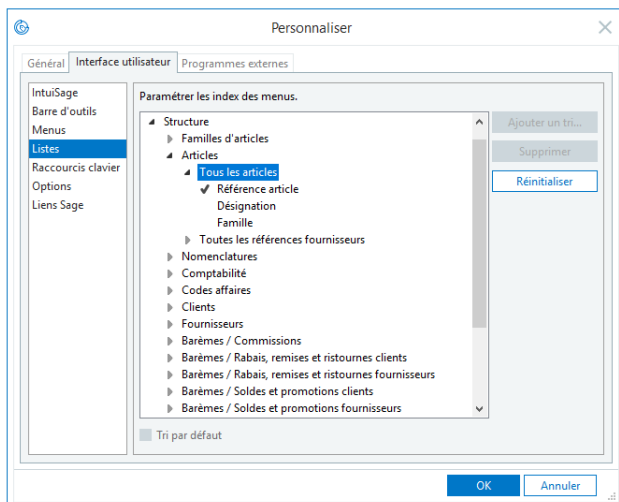 Personnaliser
Général
Interface utilisateur
Programmes externes
IntuiSage
Barre d'outils
Menus
Listes
Raccourcis clavier
Options
Liens Sage
Paramétrer les index des menus.
Structure
Familles d'articles
Articles
Tous les articles
Référence article
Désignation
Famille
Toutes les références fournisseurs
Nomenclatures
Comptabilité
Codes affaires
Clients
Fournisseurs
Barèmes / Commissions
Barèmes / Rabais, remises et ristournes clients
Barèmes / Rabais, remises et ristournes fournisseurs
Barèmes / Soldes et promotions clients
Barèmes / Soldes et promotions fournisseurs
Tri par défaut
Ajouter un tri...
Supprimer
Réinitialiser
OK
Annuler